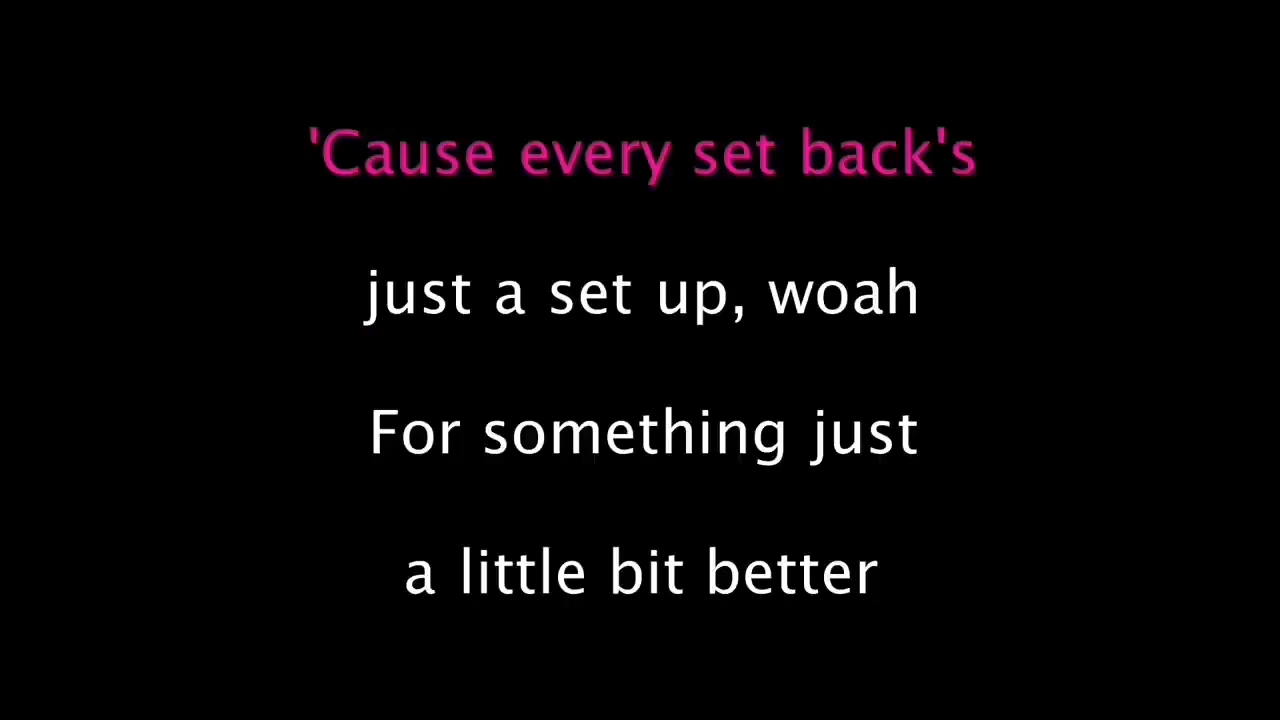 'Cause every set back's
just a set up, woah
For something just
a little bit better